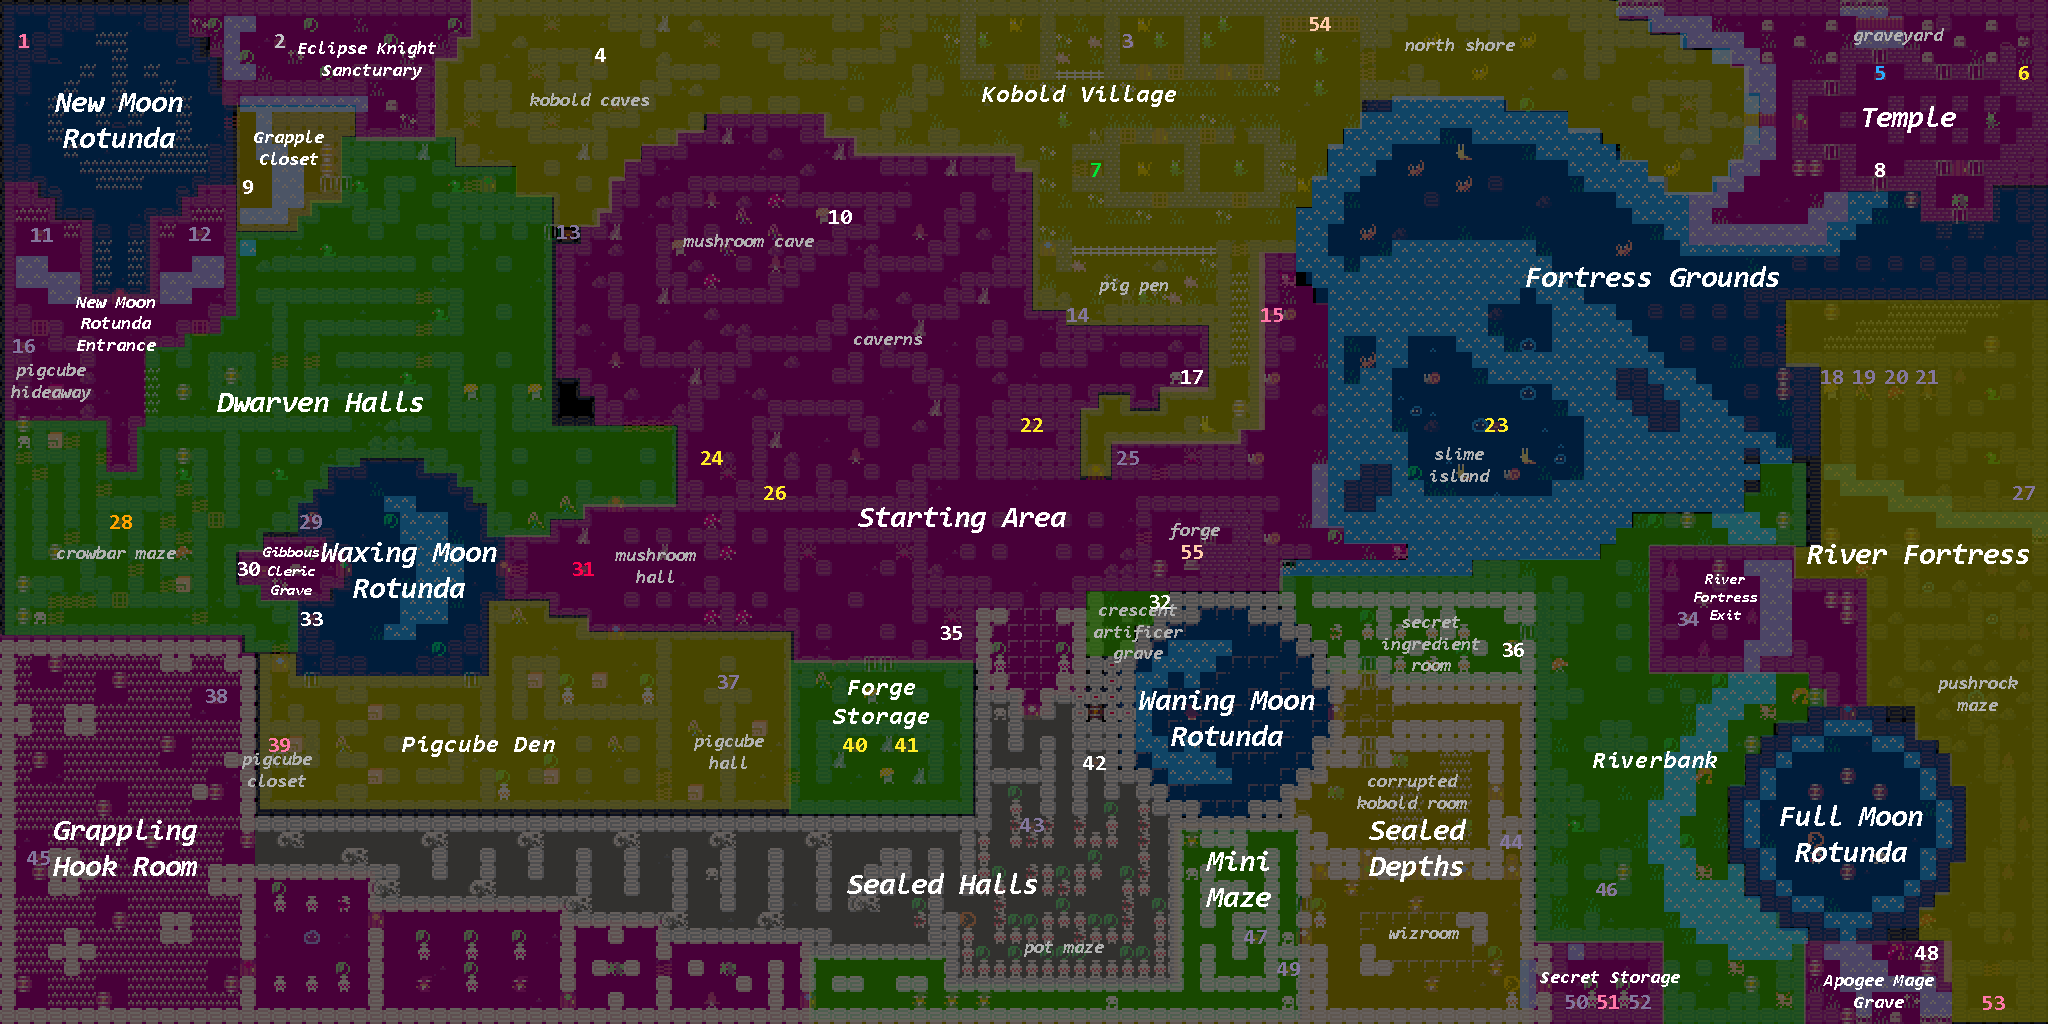 54
1
2
Eclipse Knight
Sancturary
4
3
north shore
graveyard
5
6
New Moon
Rotunda
kobold caves
Kobold Village
Temple
Grapple
Closet
9
7
8
11
12
13
10
mushroom cave
pig pen
Fortress Grounds
New Moon
Rotunda
Entrance
14
15
16
pigcube
hideaway
caverns
17
18 19 20 21
Dwarven Halls
22
23
24
25
slime
island
26
27
28
29
Starting Area
crowbar maze
30
Gibbous
Cleric
Grave
Waxing Moon
Rotunda
31
mushroom
hall
forge
55
River Fortress
River
Fortress
Exit
33
32
crescent
artificer
grave
34
35
secret
ingredient
room
36
38
37
Forge
Storage
40 41
Waning Moon
Rotunda
pushrock
maze
39
pigcube
closet
Pigcube Den
pigcube
hall
42
Riverbank
corrupted
kobold room
Grappling
Hook Room
45
43
Sealed
Depths
44
Full Moon
Rotunda
Sealed Halls
Mini
Maze
46
pot maze
47
wizroom
49
48
Secret Storage
50 51 52
Apogee Mage
Grave
53